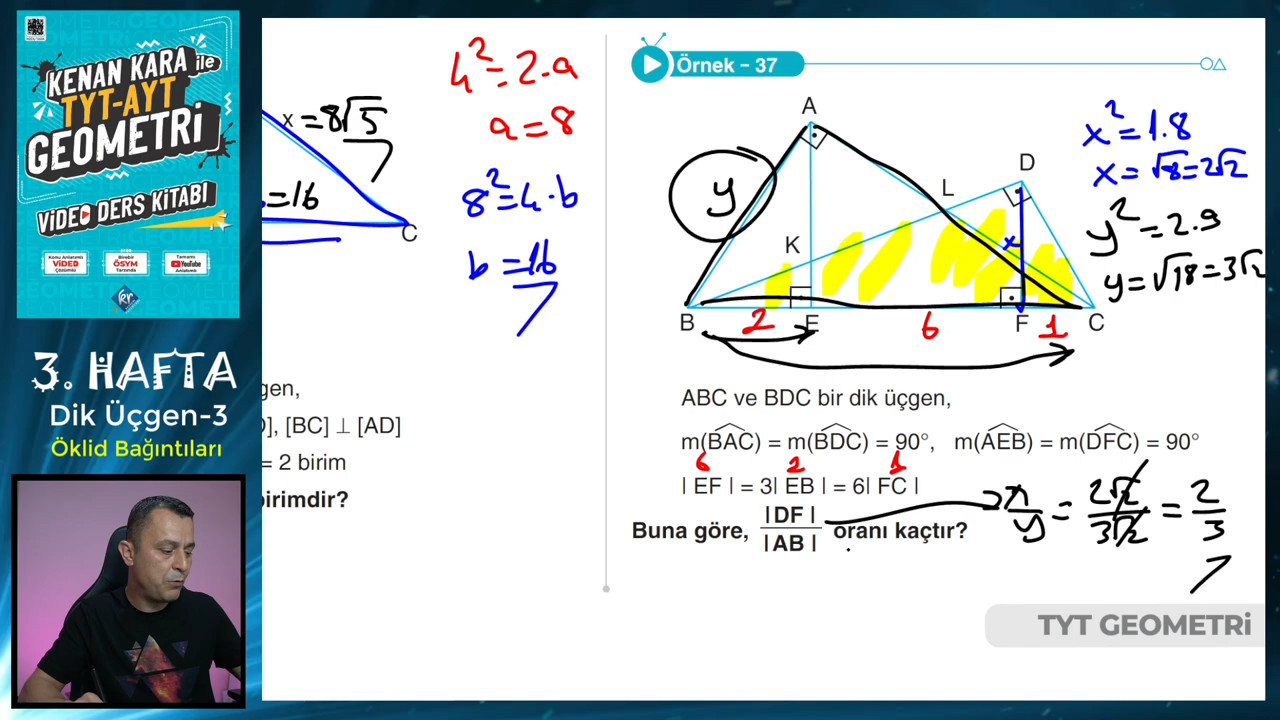 KENAN KARA ile
TYT-AYT
GEOMETRİ
VİDEO DERS KİTABI
3. HAFTA
Dik Üçgen-3
Öklid Bağıntıları
x = 8√5
= 16
C
gen,
], [BC] ⊥ [AD]
= 2 birim
birimdir?
4² = 2·a
a = 8
8² = 4·b
b = 16
Örnek - 37
A
D
L
K
y
x
B
E
F
C
2
6
1
x² = 1.8
x = √8 = 2√2
y² = 2.9
y = √18 = 3√2
ABC ve BDC bir dik üçgen,
m(BAC) = m(BDC) = 90°, m(AEB) = m(DFC) = 90°
6 2 1
| EF | = 3| EB | = 6| FC |
Buna göre, |DF| / |AB| oranı kaçtır?
x/y = 2√2/3√2 = 2/3
TYT GEOMETRİ